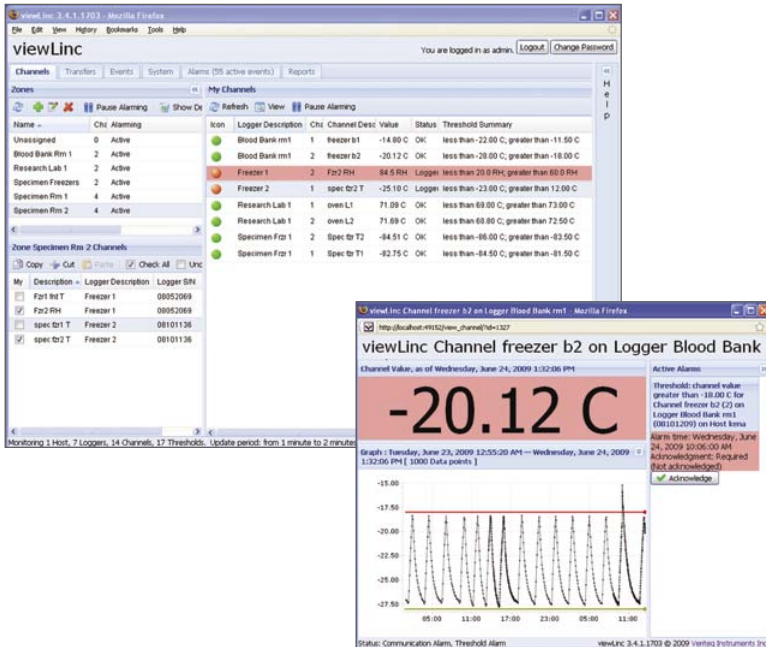 viewLinc 3.4.1.1703 - Mozilla Firefox
File Edit View History Bookmarks Tools Help
viewLinc
You are logged in as admin. Logout Change Password
Channels Transfers Events System Alarms (55 active events) Reports
Help
Zones
Pause Alarming Show De
Name Cha Alarming
Unassigned 0 Active
Blood Bank Rm 1 2 Active
Research Lab 1 2 Active
Specimen Freezers 2 Active
Specimen Rm 1 4 Active
Specimen Rm 2 4 Active
Zone Specimen Rm 2 Channels
Copy Cut Paste Check All Unc
My Description Logger Description Logger S/N
Fzr1 Int T Freezer 1 08052069
Fzr2 RH Freezer 1 08052069
spec fzr1 T Freezer 2 08101136
spec fzr2 T Freezer 2 08101136
My Channels
Refresh View Pause Alarming
Icon Logger Description Cha Channel Desc Value Status Threshold Summary
Blood Bank rm1 1 freezer b1 -14.80 C OK less than -22.00 C; greater than -11.50 C
Blood Bank rm1 2 freezer b2 -20.12 C OK less than -28.00 C; greater than -18.00 C
Freezer 1 2 Fzr2 RH 84.5 RH Logger less than 20.0 RH; greater than 60.0 RH
Freezer 2 1 spec fzr2 T -25.10 C Logger less than -23.00 C; greater than 12.00 C
Research Lab 1 1 oven L1 71.09 C OK less than 69.00 C; greater than 73.00 C
Research Lab 1 2 oven L2 71.69 C OK less than 68.80 C; greater than 72.50 C
Specimen Frzr 1 2 Spec fzr T2 -84.51 C OK less than -86.00 C; greater than -83.50 C
Specimen Frzr 1 1 Spec fzr T1 -82.75 C OK less than -84.50 C; greater than -81.50 C
Monitoring 1 Host, 7 Loggers, 14 Channels, 17 Thresholds. Update period: from 1 minute to 2 minutes
viewLinc Channel freezer b2 on Logger Blood Bank rm1 - Mozilla Firefox
http://localhost:49152/view_channel/?id=1327
viewLinc Channel freezer b2 on Logger Blood Bank
Channel Value, as of Wednesday, June 24, 2009 1:32:06 PM
-20.12 C
Graph : Tuesday, June 23, 2009 12:55:20 AM — Wednesday, June 24, 2009
1:32:06 PM [ 1000 Data points ]
-15.00
-17.50
-20.00
-22.50
-25.00
-27.50
05:00 11:00 17:00 23:00 05:00 11:00
Active Alarms
Threshold: channel value
greater than -18.00 C for
Channel freezer b2 (2) on
Logger Blood Bank rm1
(08101209) on Host kena
Alarm time: Wednesday, June
24, 2009 10:06:00 AM
Acknowledgment: Required
(Not acknowledged)
Acknowledge
Status: Communication Alarm, Threshold Alarm
viewLinc 3.4.1.1703 © 2009 Veriteq Instruments Inc